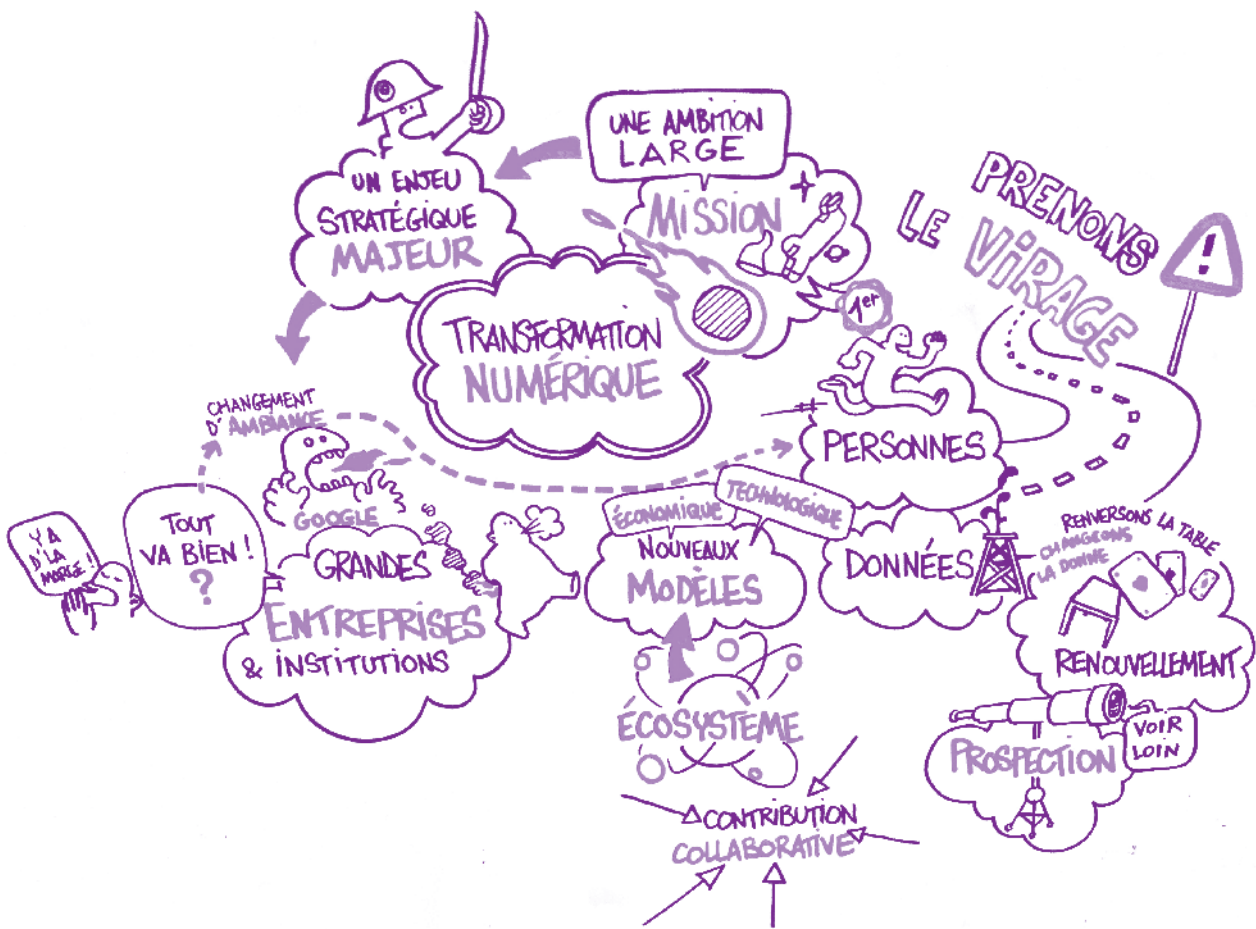 UNE AMBITION
LARGE
MISSION
UN ENJEU
STRATÉGIQUE
MAJEUR
PRENONS
LE
VIRAGE
!
1er
TRANSFORMATION
NUMÉRIQUE
CHANGEMENT
D'AMBIANCE
PERSONNES
GOOGLE
Y A
D'LA
MARGE !
TOUT
VA BIEN !
?
GRANDES
ENTREPRISES
& INSTITUTIONS
ÉCONOMIQUE
TECHNOLOGIQUE
NOUVEAUX
MODÈLES
DONNÉES
RENVERSONS LA TABLE
CHANGEONS
LA DONNE
RENOUVELLEMENT
ÉCOSYSTÈME
PROSPECTION
VOIR
LOIN
CONTRIBUTION
COLLABORATIVE